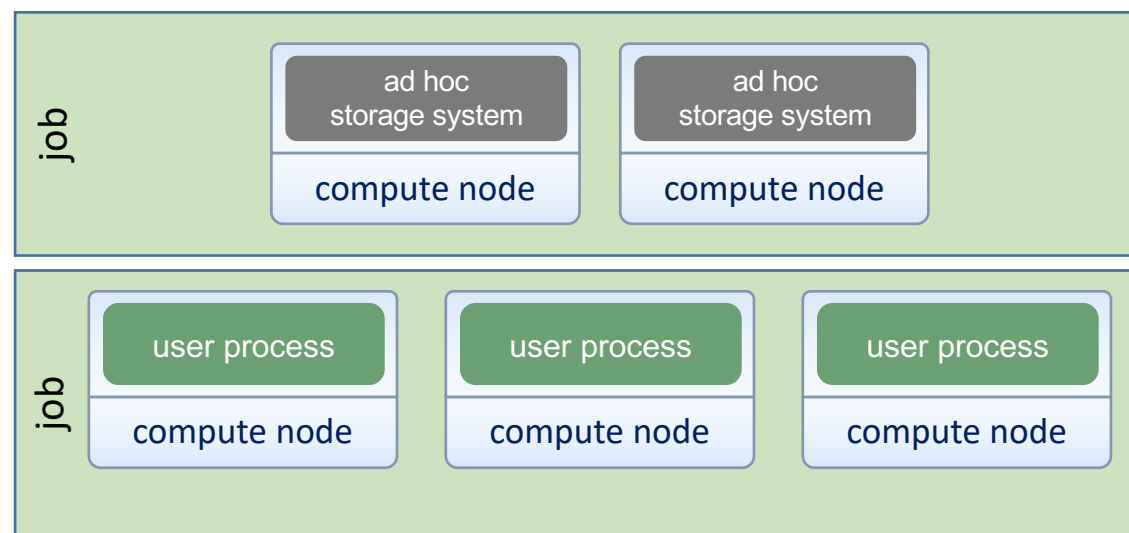 job
ad hoc
storage system
compute node
ad hoc
storage system
compute node
job
user process
compute node
user process
compute node
user process
compute node